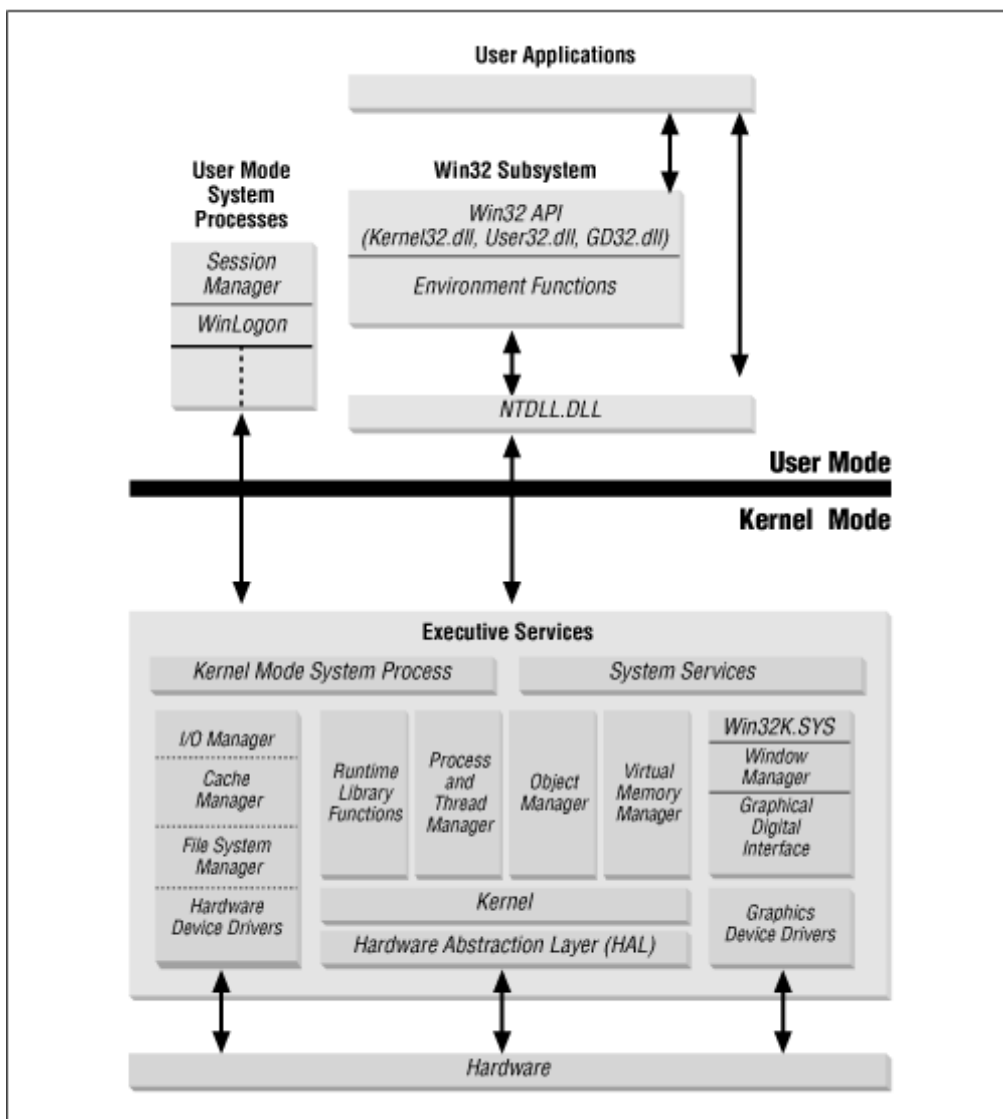 User Applications
User Mode
System
Processes
Win32 Subsystem
Win32 API
(Kernel32.dll, User32.dll, GD32.dll)
Environment Functions
Session
Manager
WinLogon
NTDLL.DLL
User Mode
Kernel Mode
Executive Services
Kernel Mode System Process
System Services
I/O Manager
Cache
Manager
File System
Manager
Hardware
Device Drivers
Runtime
Library
Functions
Process
and
Thread
Manager
Object
Manager
Virtual
Memory
Manager
Win32K.SYS
Window
Manager
Graphical
Digital
Interface
Kernel
Hardware Abstraction Layer (HAL)
Graphics
Device Drivers
Hardware